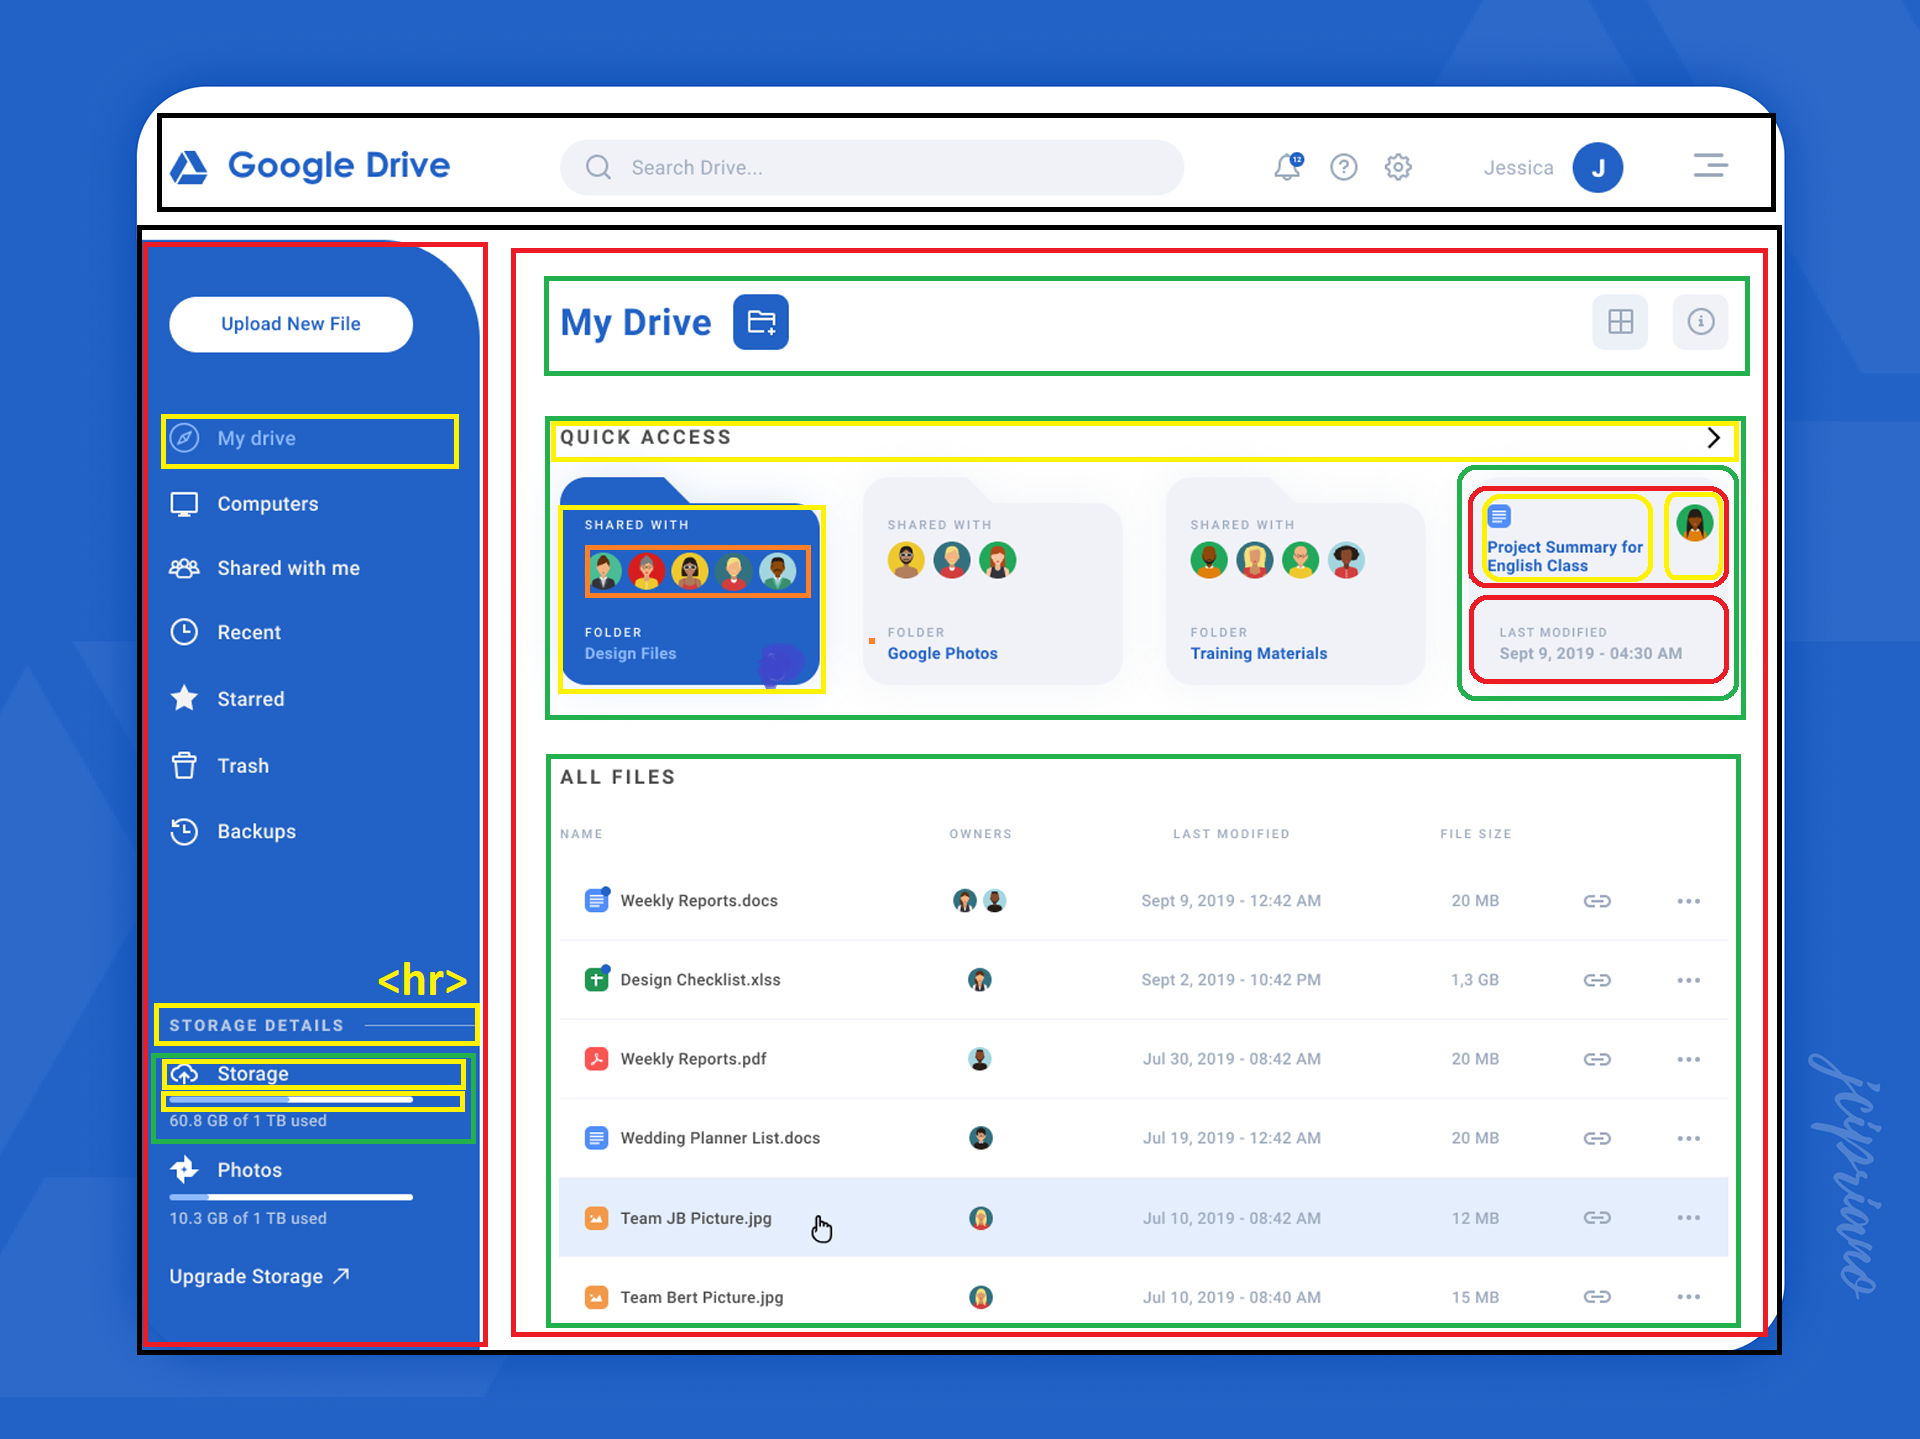 Google Drive
Search Drive...
12
Jessica
J
Upload New File
My drive
Computers
Shared with me
Recent
Starred
Trash
Backups
<hr>
STORAGE DETAILS
Storage
60.8 GB of 1 TB used
Photos
10.3 GB of 1 TB used
Upgrade Storage
My Drive
QUICK ACCESS
SHARED WITH
FOLDER
Design Files
SHARED WITH
FOLDER
Google Photos
SHARED WITH
FOLDER
Training Materials
Project Summary for
English Class
LAST MODIFIED
Sept 9, 2019 - 04:30 AM
ALL FILES
NAME OWNERS LAST MODIFIED FILE SIZE
Weekly Reports.docs Sept 9, 2019 - 12:42 AM 20 MB
Design Checklist.xlss Sept 2, 2019 - 10:42 PM 1,3 GB
Weekly Reports.pdf Jul 30, 2019 - 08:42 AM 20 MB
Wedding Planner List.docs Jul 19, 2019 - 12:42 AM 20 MB
Team JB Picture.jpg Jul 10, 2019 - 08:42 AM 12 MB
Team Bert Picture.jpg Jul 10, 2019 - 08:40 AM 15 MB